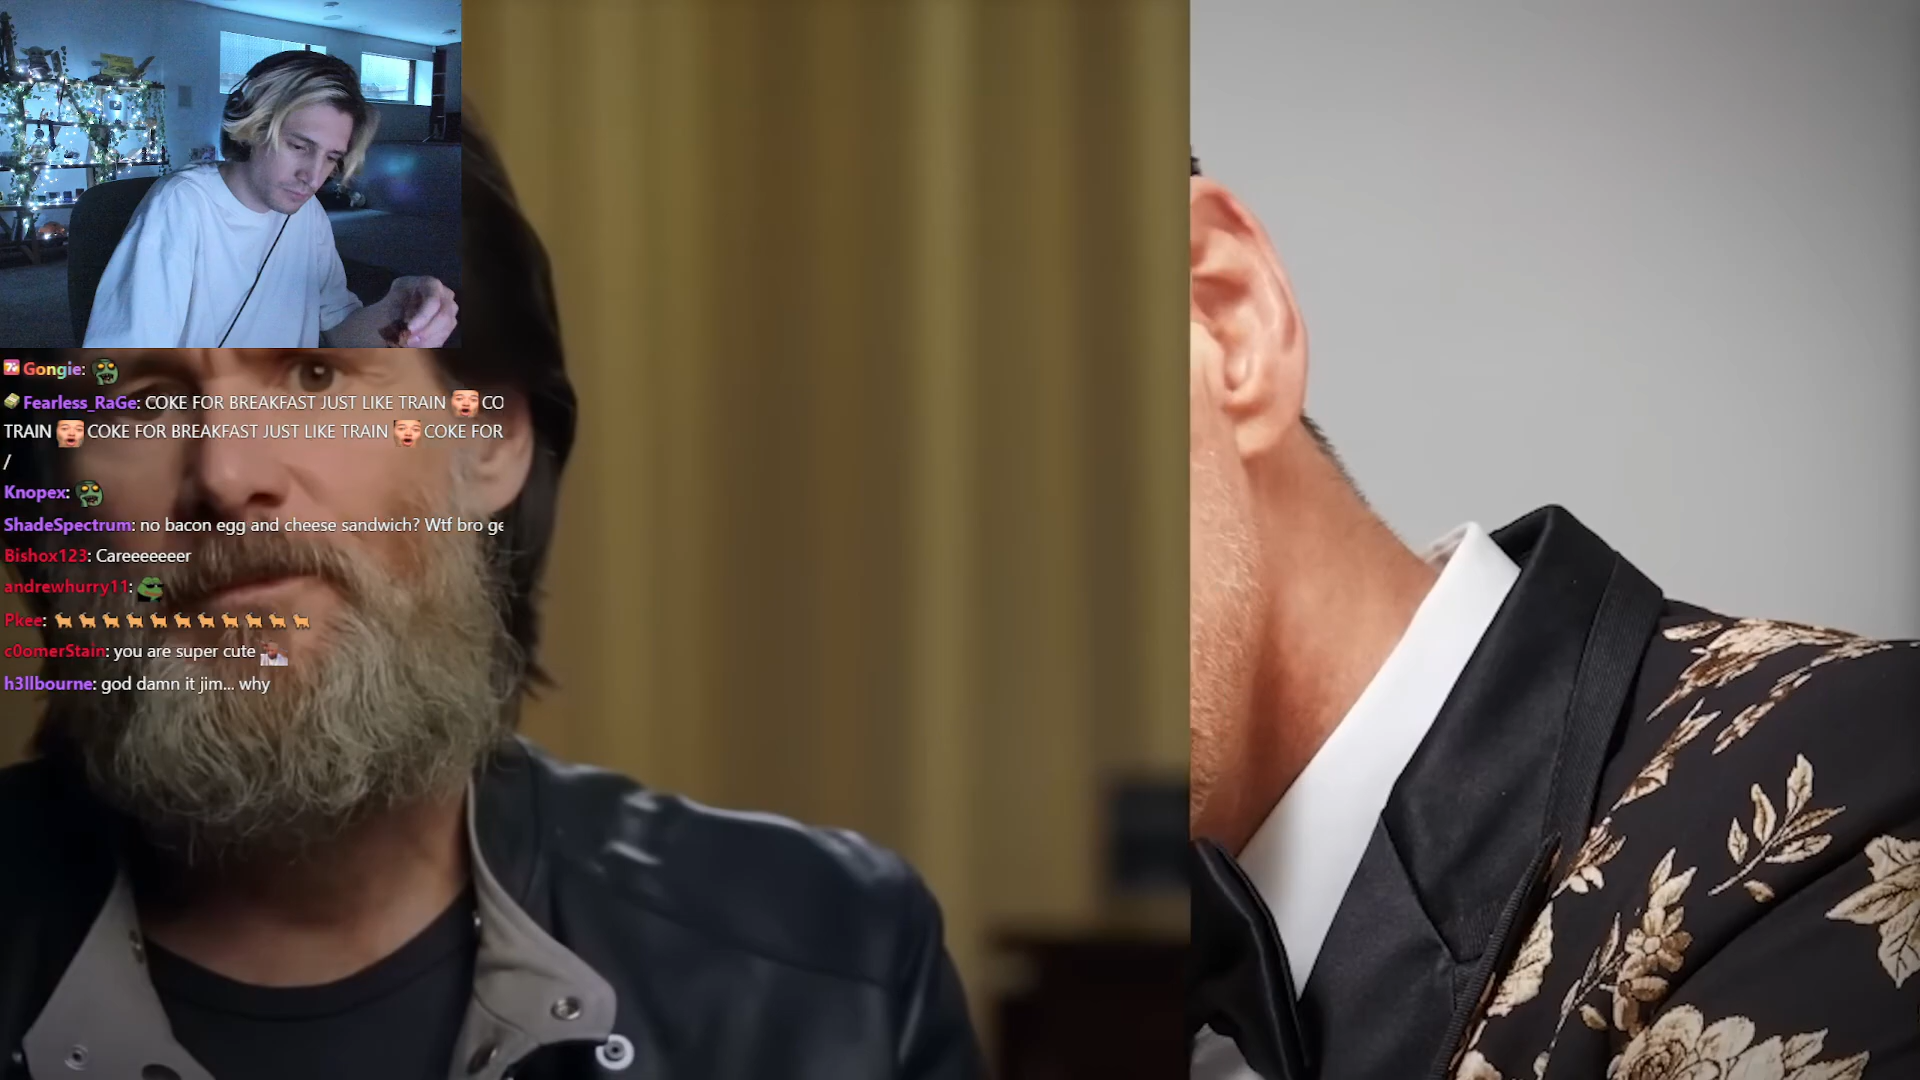 Gongie:
Fearless_RaGe: COKE FOR BREAKFAST JUST LIKE TRAIN CO
TRAIN COKE FOR BREAKFAST JUST LIKE TRAIN COKE FOR
/
Knopex:
ShadeSpectrum: no bacon egg and cheese sandwich? Wtf bro ge
Bishox123: Careeeeeeer
andrewhurry11:
Pkee:
c0omerStain: you are super cute
h3llbourne: god damn it jim... why